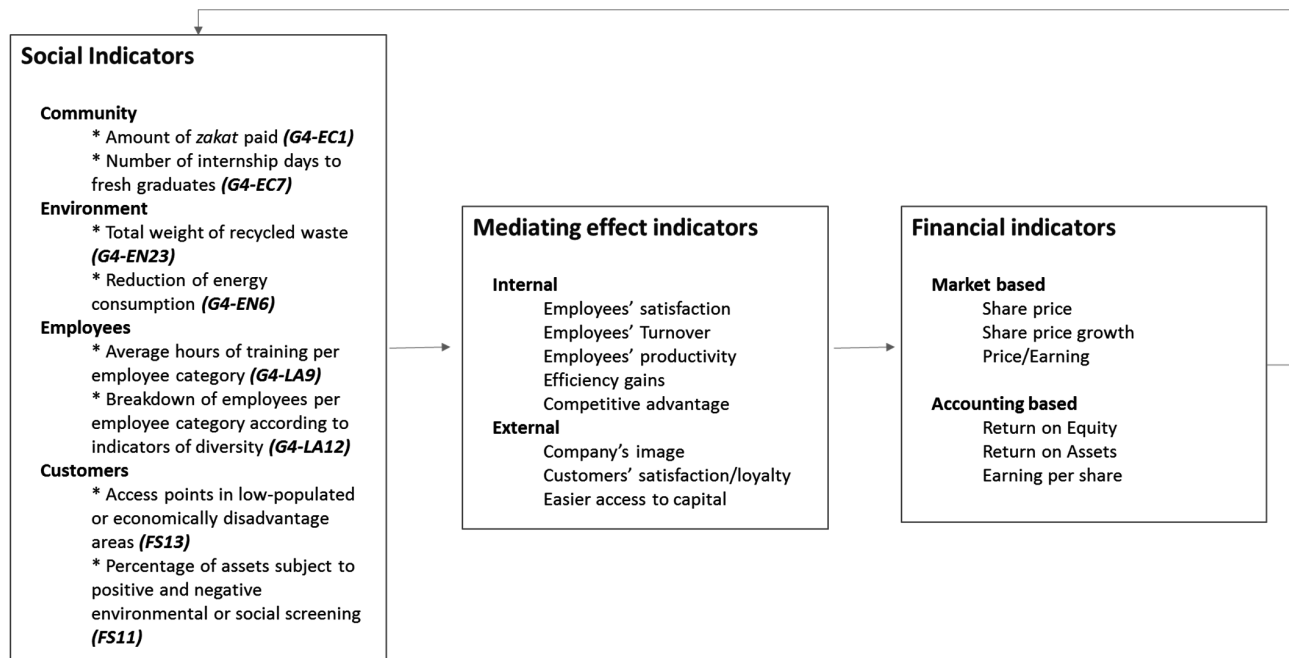 Social Indicators
Community
* Amount of zakat paid (G4-EC1)
* Number of internship days to
fresh graduates (G4-EC7)
Environment
* Total weight of recycled waste
(G4-EN23)
* Reduction of energy
consumption (G4-EN6)
Employees
* Average hours of training per
employee category (G4-LA9)
* Breakdown of employees per
employee category according to
indicators of diversity (G4-LA12)
Customers
* Access points in low-populated
or economically disadvantage
areas (FS13)
* Percentage of assets subject to
positive and negative
environmental or social screening
(FS11)
Mediating effect indicators
Internal
Employees’ satisfaction
Employees’ Turnover
Employees’ productivity
Efficiency gains
Competitive advantage
External
Company’s image
Customers’ satisfaction/loyalty
Easier access to capital
Financial indicators
Market based
Share price
Share price growth
Price/Earning
Accounting based
Return on Equity
Return on Assets
Earning per share